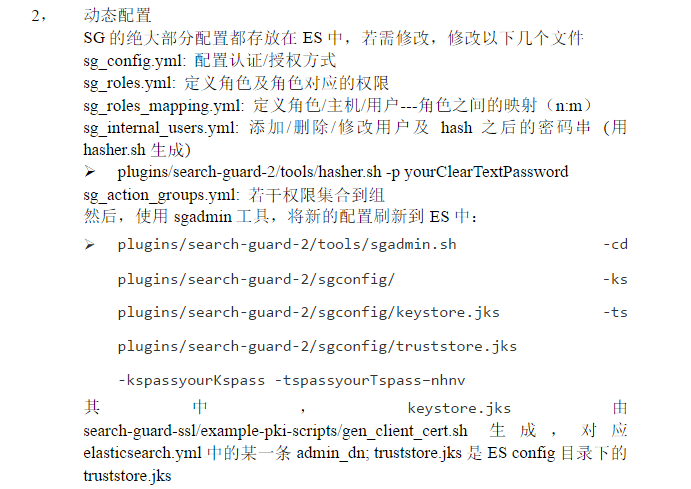 2， 动态配置
SG 的绝大部分配置都存放在 ES 中，若需修改，修改以下几个文件
sg_config.yml: 配置认证/授权方式
sg_roles.yml: 定义角色及角色对应的权限
sg_roles_mapping.yml: 定义角色/主机/用户---角色之间的映射（n:m）
sg_internal_users.yml: 添加/删除/修改用户及 hash 之后的密码串 (用
hasher.sh 生成)
➢ plugins/search-guard-2/tools/hasher.sh -p yourClearTextPassword
sg_action_groups.yml: 若干权限集合到组
然后，使用 sgadmin 工具，将新的配置刷新到 ES 中：
➢ plugins/search-guard-2/tools/sgadmin.sh -cd
plugins/search-guard-2/sgconfig/ -ks
plugins/search-guard-2/sgconfig/keystore.jks -ts
plugins/search-guard-2/sgconfig/truststore.jks
-kspassyourKspass -tspassyourTspass–nhnv
其中，keystore.jks 由
search-guard-ssl/example-pki-scripts/gen_client_cert.sh 生成，对应
elasticsearch.yml 中的某一条 admin_dn; truststore.jks 是 ES config 目录下的
truststore.jks